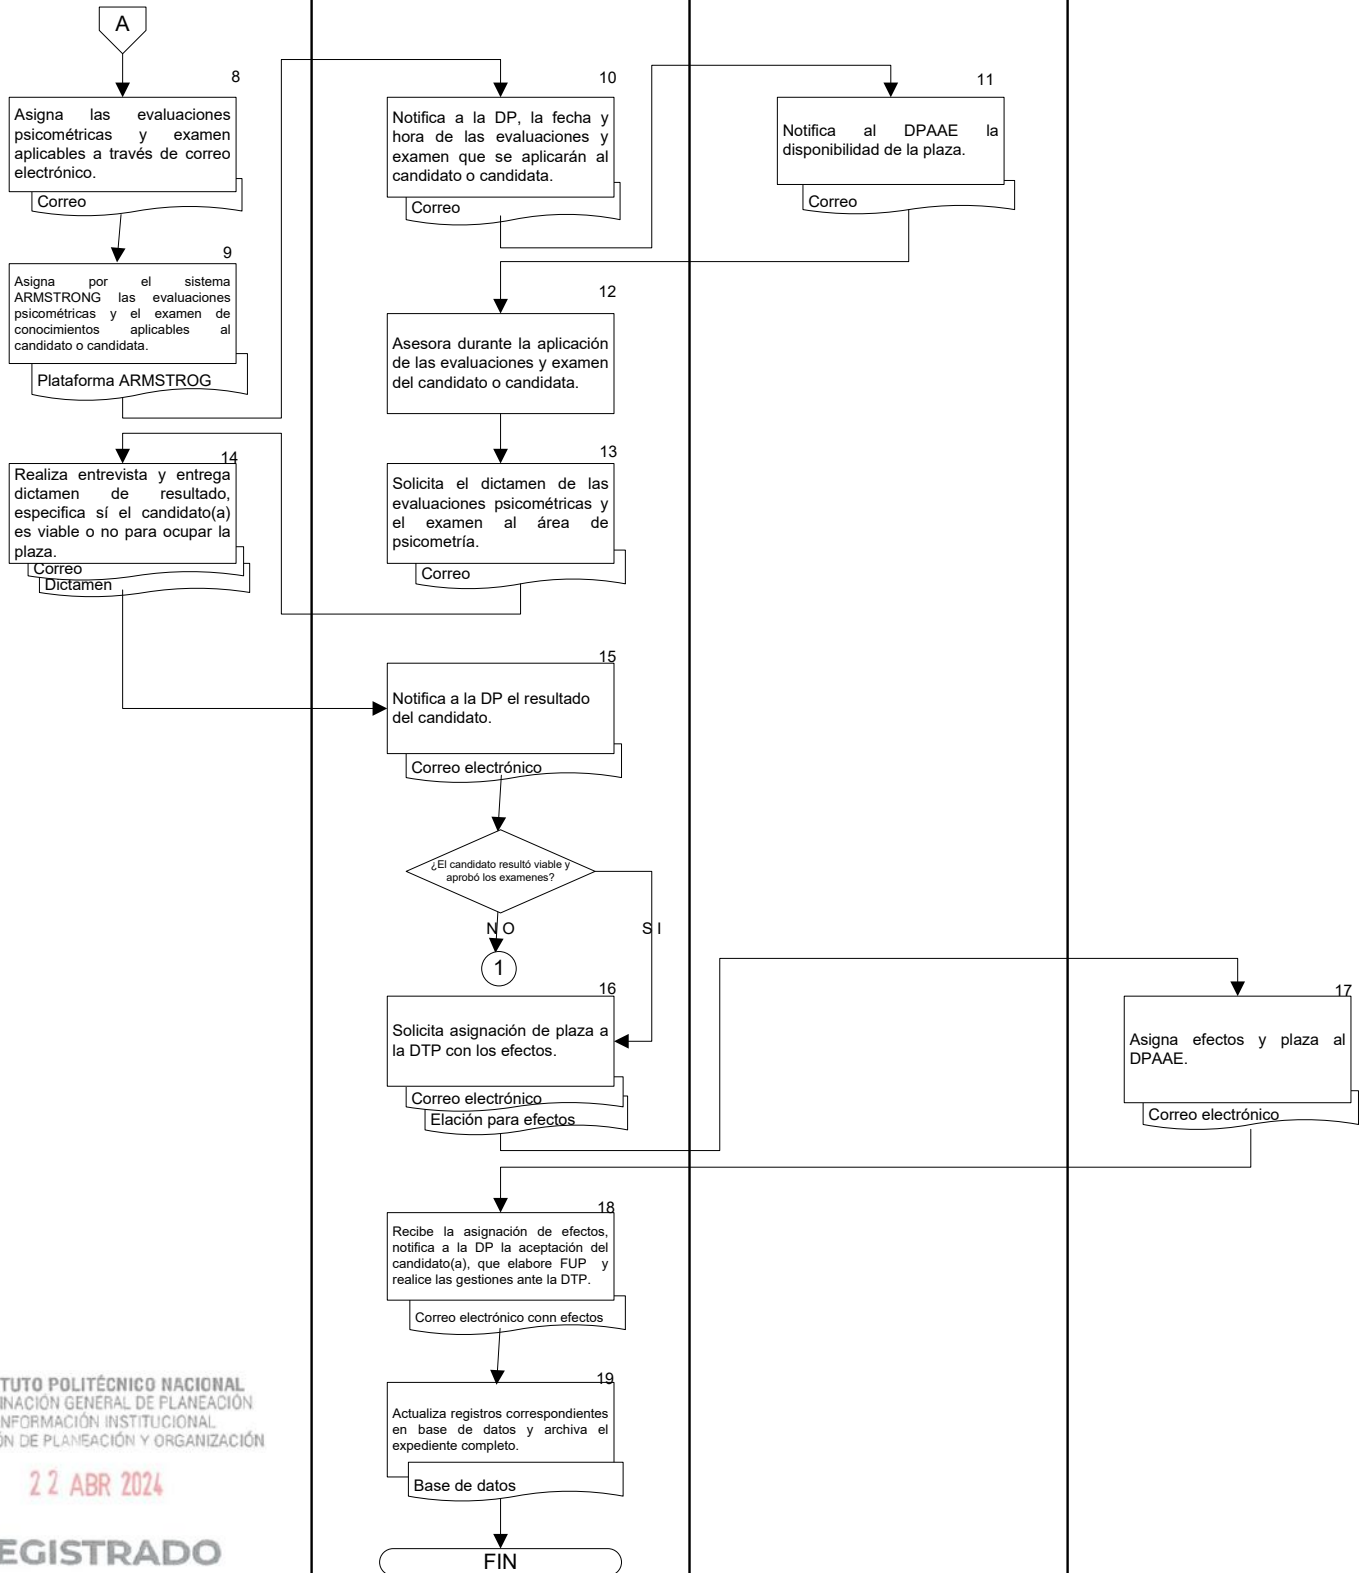 A
8
Asigna las evaluaciones
psicométricas y examen
aplicables a través de correo
electrónico.
Correo
9
Asigna por el sistema
ARMSTRONG las evaluaciones
psicométricas y el examen de
conocimientos aplicables al
candidato o candidata.
Plataforma ARMSTROG
10
Notifica a la DP, la fecha y
hora de las evaluaciones y
examen que se aplicarán al
candidato o candidata.
Correo
11
Notifica al DPAAE la
disponibilidad de la plaza.
Correo
12
Asesora durante la aplicación
de las evaluaciones y examen
del candidato o candidata.
13
Solicita el dictamen de las
evaluaciones psicométricas y
el examen al área de
psicometría.
Correo
14
Realiza entrevista y entrega
dictamen de resultado,
especifica sí el candidato(a)
es viable o no para ocupar la
plaza.
Correo
Dictamen
15
Notifica a la DP el resultado
del candidato.
Correo electrónico
¿El candidato resultó viable y
aprobó los examenes?
N O
S I
1
16
Solicita asignación de plaza a
la DTP con los efectos.
Correo electrónico
Elación para efectos
17
Asigna efectos y plaza al
DPAAE.
Correo electrónico
18
Recibe la asignación de efectos,
notifica a la DP la aceptación del
candidato(a), que elabore FUP y
realice las gestiones ante la DTP.
Correo electrónico conn efectos
19
Actualiza registros correspondientes
en base de datos y archiva el
expediente completo.
Base de datos
FIN
TUTO POLITÉCNICO NACIONAL
INACIÓN GENERAL DE PLANEACIÓN
NFORMACIÓN INSTITUCIONAL
ÓN DE PLANEACIÓN Y ORGANIZACIÓN
22 ABR 2024
EGISTRADO